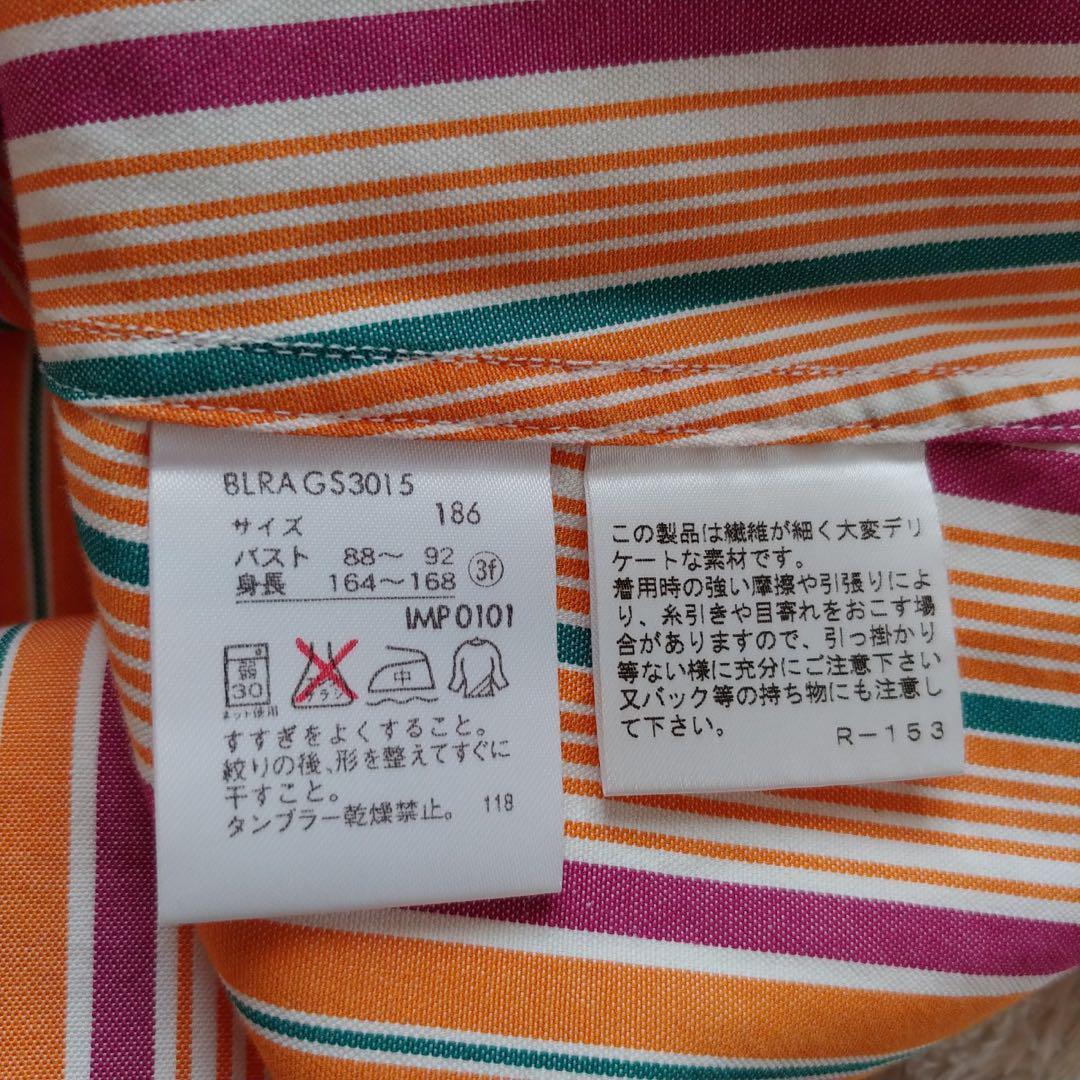 BLRAGS3015
サイズ 186
バスト 88〜 92
身長 164〜168 3f
IMP0101
弱
30
エンソ
サラシ
中
ネット使用
すすぎをよくすること。
絞りの後、形を整えてすぐに
干すこと。
タンブラー乾燥禁止。 118
この製品は繊維が細く大変デリ
ケートな素材です。
着用時の強い摩擦や引張りによ
り、糸引きや目寄れをおこす場
合がありますので、引っ掛かり
等ない様に充分にご注意下さい
又バック等の持ち物にも注意し
て下さい。
R-153